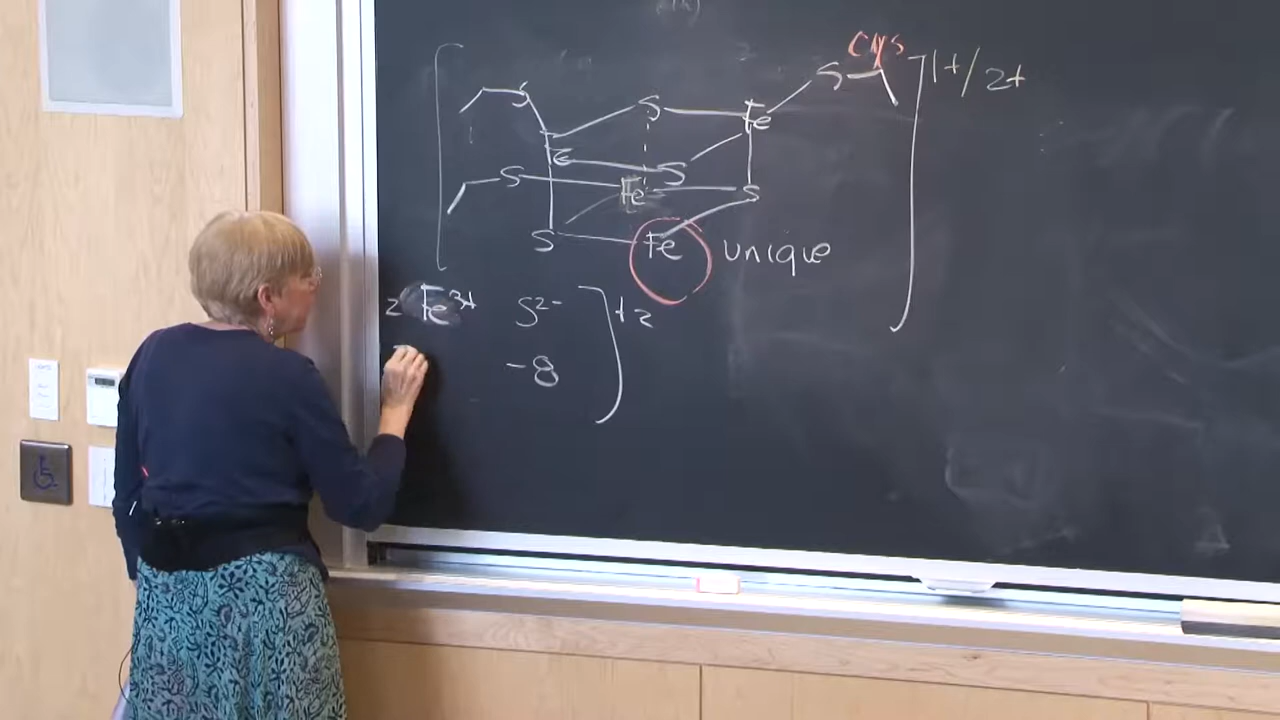 CYS
S S Fe S 1+/2+
Fe S
S Fe S
S Fe unique
2 Fe3+ S2- +2
-8